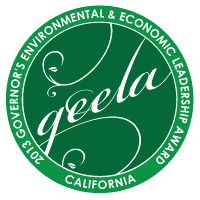 2013 GOVERNOR'S ENVIRONMENTAL & ECONOMIC LEADERSHIP AWARD
geela
CALIFORNIA